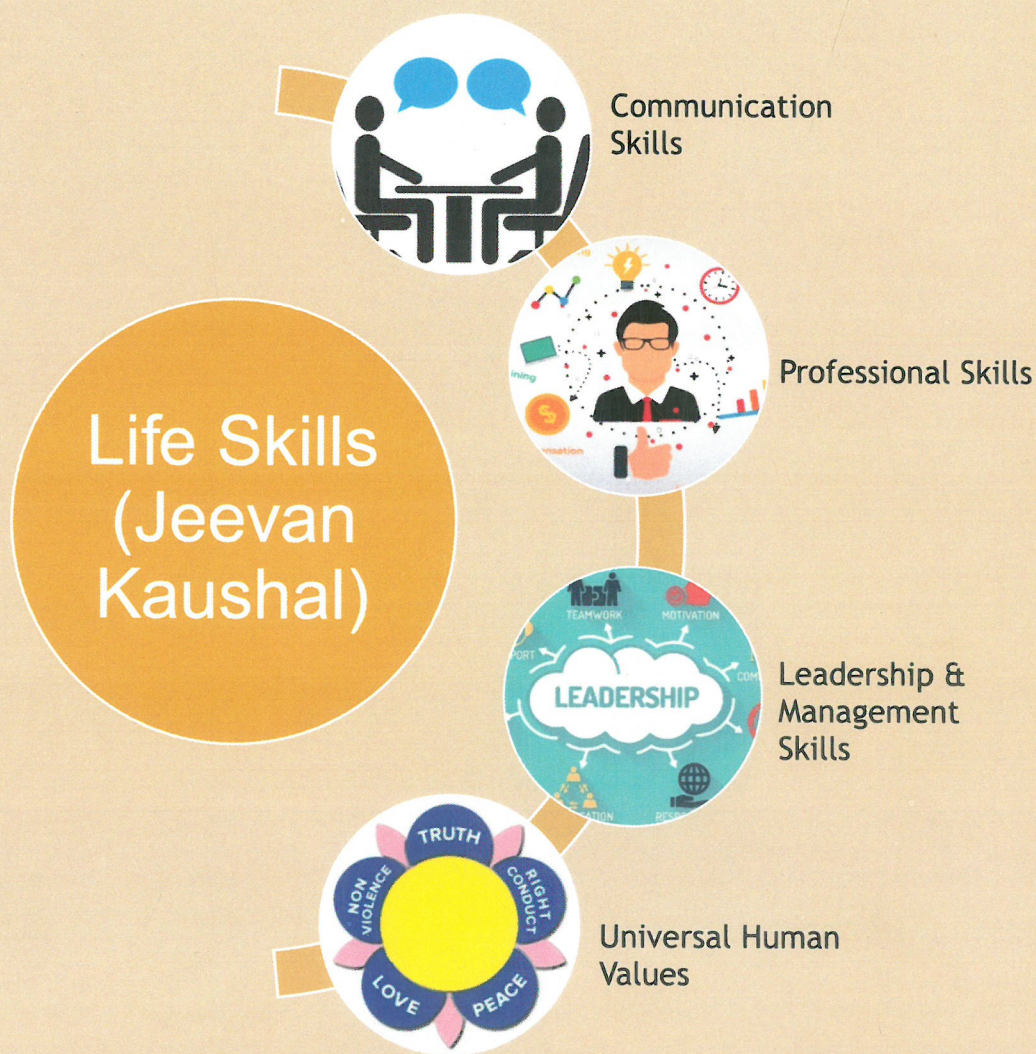 Communication
Skills
Professional Skills
Life Skills
(Jeevan
Kaushal)
TEAMWORK
MOTIVATION
LEADERSHIP
Leadership &
Management
Skills
TRUTH
RIGHT
CONDUCT
PEACE
LOVE
NON
VIOLENCE
Universal Human
Values